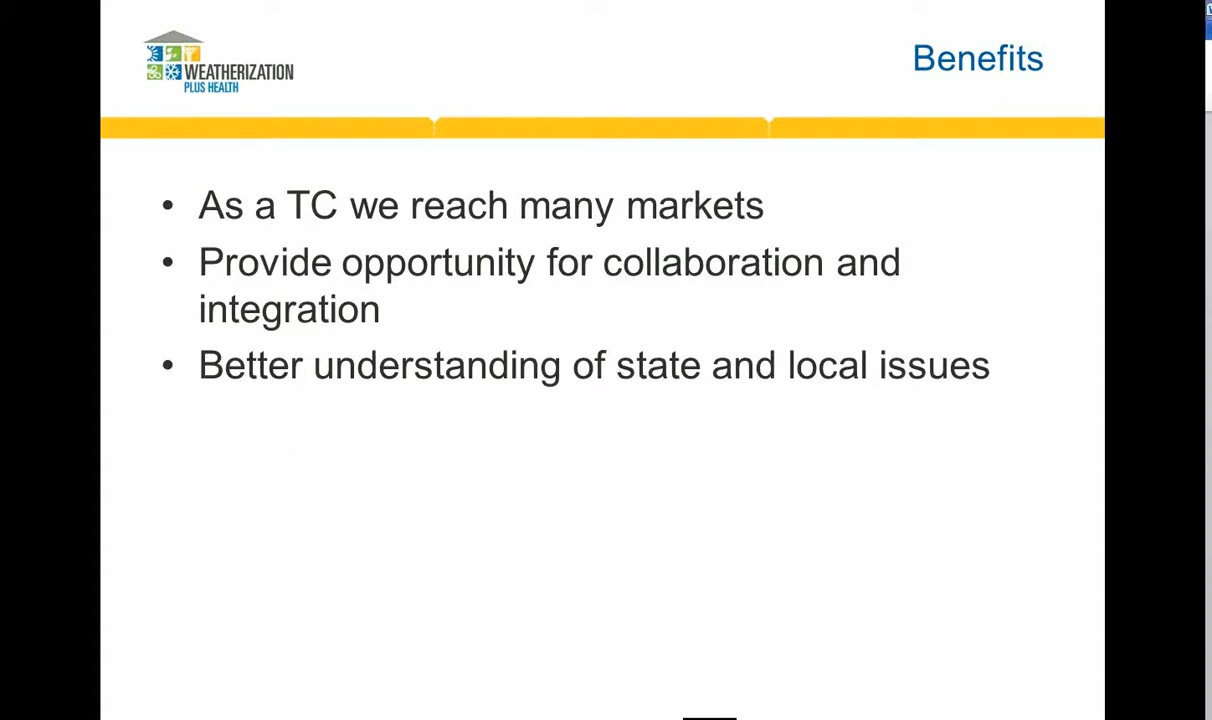 WEATHERIZATION
PLUS HEALTH
Benefits
• As a TC we reach many markets
• Provide opportunity for collaboration and
integration
• Better understanding of state and local issues